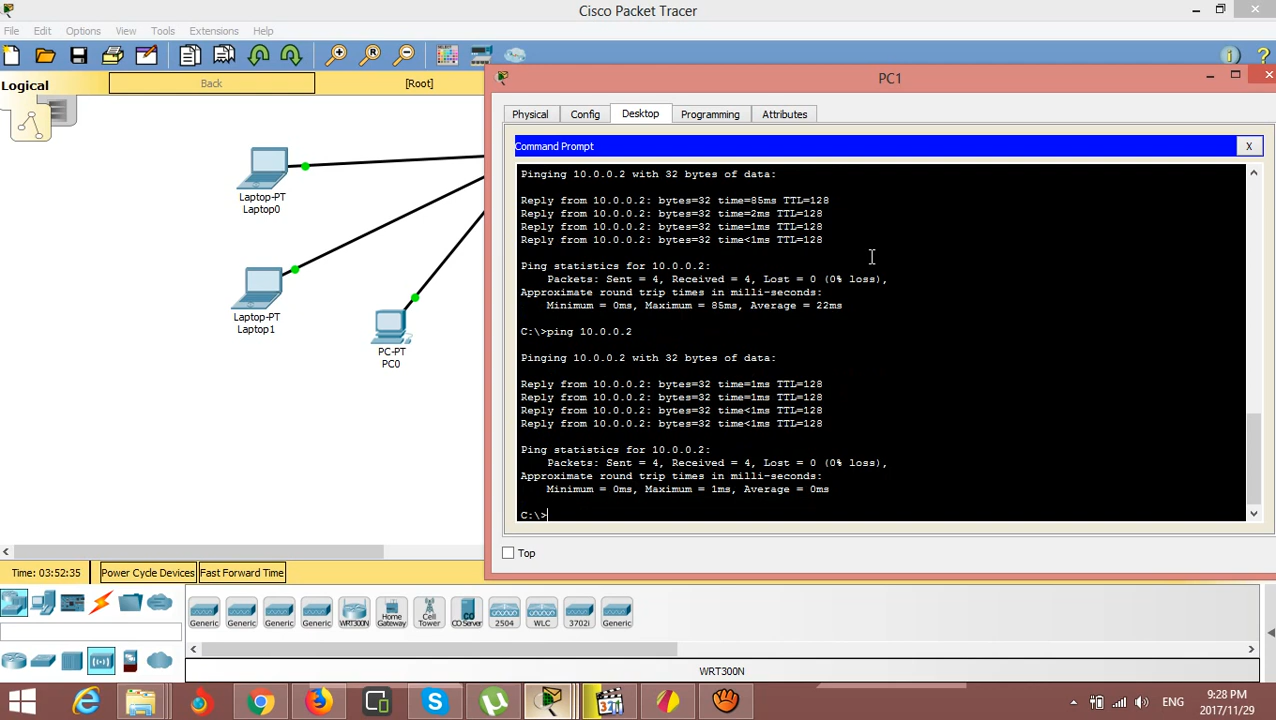 Cisco Packet Tracer
File Edit Options View Tools Extensions Help
Logical
Back
[Root]
PC1
Physical Config Desktop Programming Attributes
Command Prompt
X
Pinging 10.0.0.2 with 32 bytes of data:
Reply from 10.0.0.2: bytes=32 time=85ms TTL=128
Reply from 10.0.0.2: bytes=32 time=2ms TTL=128
Reply from 10.0.0.2: bytes=32 time=1ms TTL=128
Reply from 10.0.0.2: bytes=32 time<1ms TTL=128
Ping statistics for 10.0.0.2:
Packets: Sent = 4, Received = 4, Lost = 0 (0% loss),
Approximate round trip times in milli-seconds:
Minimum = 0ms, Maximum = 85ms, Average = 22ms
C:\>ping 10.0.0.2
Pinging 10.0.0.2 with 32 bytes of data:
Reply from 10.0.0.2: bytes=32 time=1ms TTL=128
Reply from 10.0.0.2: bytes=32 time=1ms TTL=128
Reply from 10.0.0.2: bytes=32 time<1ms TTL=128
Reply from 10.0.0.2: bytes=32 time<1ms TTL=128
Ping statistics for 10.0.0.2:
Packets: Sent = 4, Received = 4, Lost = 0 (0% loss),
Approximate round trip times in milli-seconds:
Minimum = 0ms, Maximum = 1ms, Average = 0ms
C:\>
Top
Laptop-PT
Laptop0
Laptop-PT
Laptop1
PC-PT
PC0
Time: 03:52:35 Power Cycle Devices Fast Forward Time
Generic Generic Generic Generic WRT300N Home Gateway Cell Tower CO Server 2504 WLC 3702i Generic
WRT300N
321
ENG
9:28 PM
2017/11/29